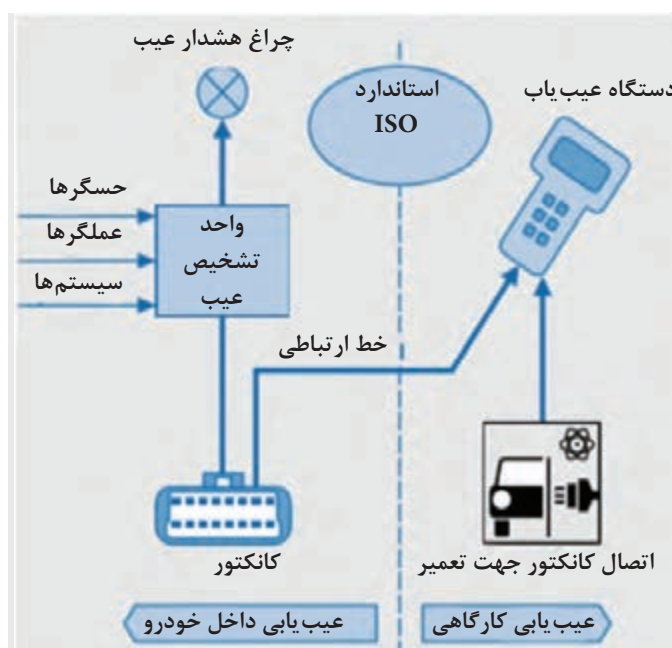 چراغ هشدار عیب
استاندارد
ISO
دستگاه عیب‌یاب
حسگرها
عملگرها
سیستم‌ها
واحد
تشخیص
عیب
خط ارتباطی
کانکتور
اتصال کانکتور جهت تعمیر
عیب‌یابی کارگاهی
عیب‌یابی داخل خودرو